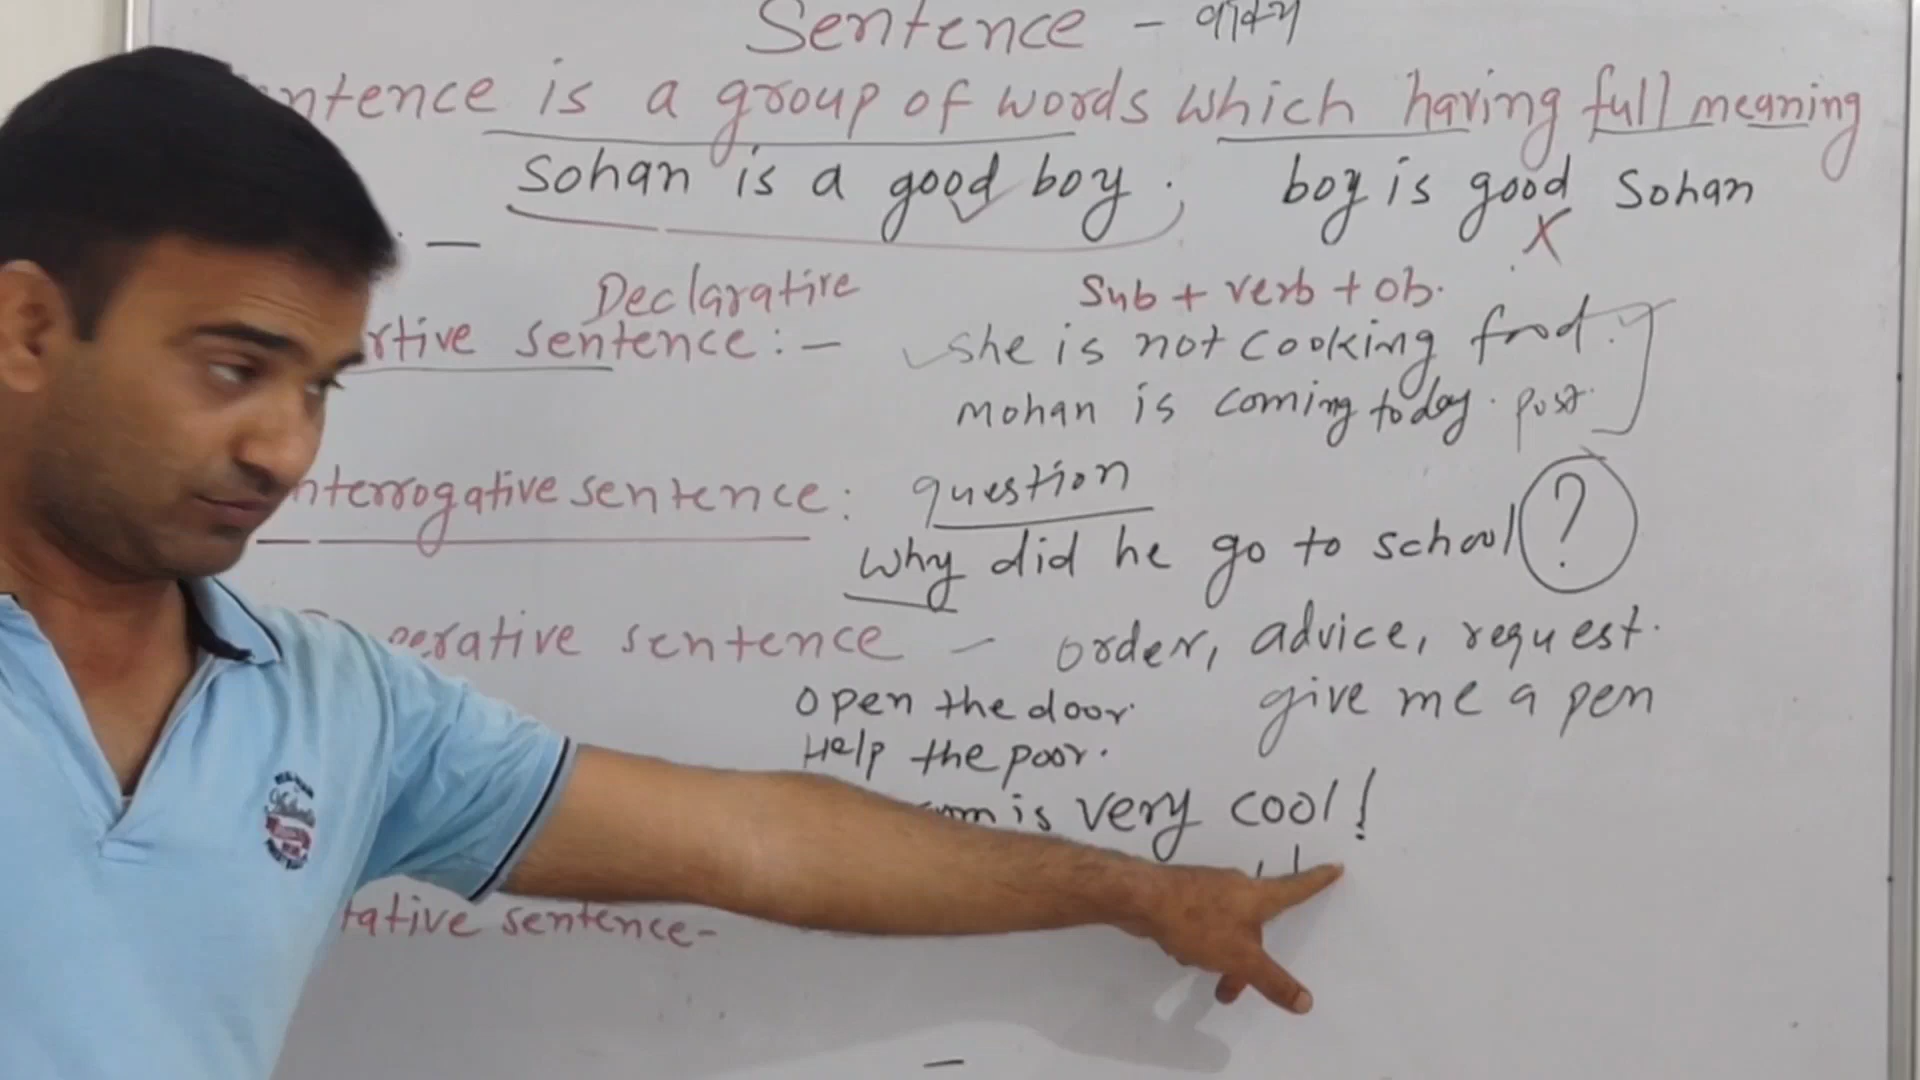 Sentence - वाक्य
ntence is a group of words which having full meaning
Sohan is a good boy. boy is good Sohan
X
Declarative Sub + verb + ob.
rtive sentence:- she is not cooking food.
mohan is coming today. post.
nterrogative sentence: question
why did he go to school?
erative sentence - order, advice, request.
open the door. give me a pen
Help the poor.
is very cool!
tative sentence-